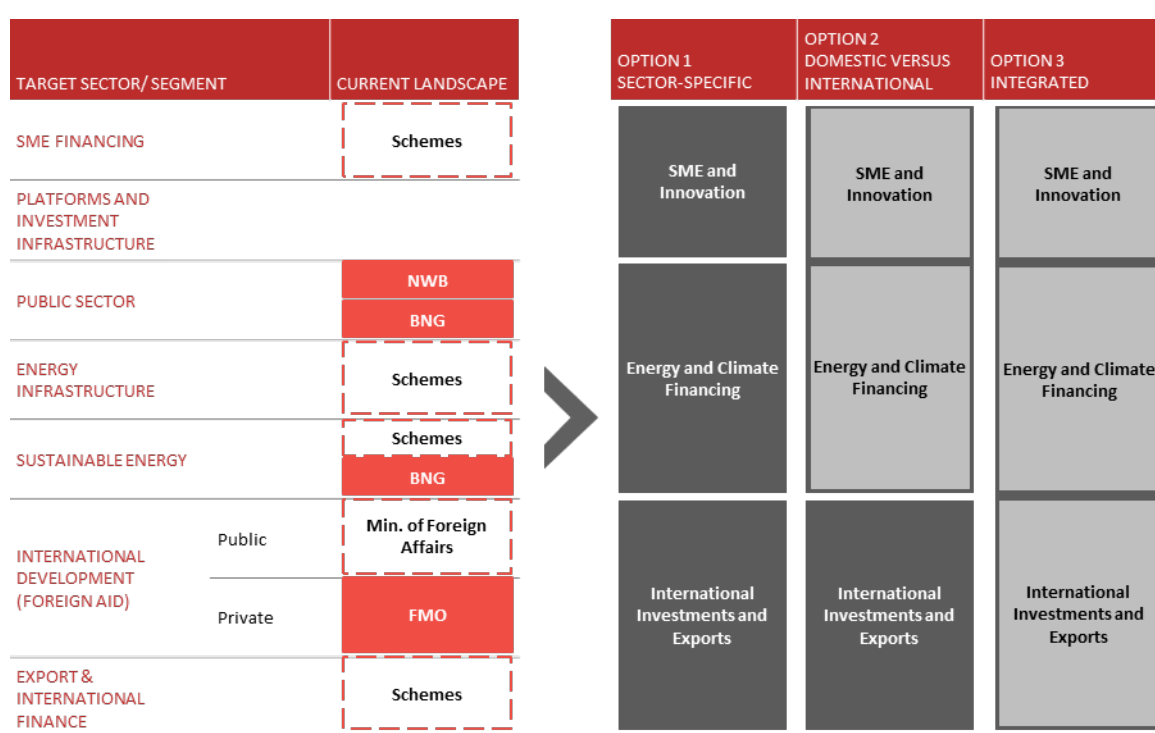 TARGET SECTOR/ SEGMENT
CURRENT LANDSCAPE
OPTION 1
SECTOR-SPECIFIC
OPTION 2
DOMESTIC VERSUS
INTERNATIONAL
OPTION 3
INTEGRATED
SME FINANCING
Schemes
PLATFORMS AND
INVESTMENT
INFRASTRUCTURE
PUBLIC SECTOR
NWB
BNG
ENERGY
INFRASTRUCTURE
Schemes
SUSTAINABLE ENERGY
Schemes
BNG
INTERNATIONAL
DEVELOPMENT
(FOREIGN AID)
Public
Min. of Foreign
Affairs
Private
FMO
EXPORT &
INTERNATIONAL
FINANCE
Schemes
SME and
Innovation
Energy and Climate
Financing
International
Investments and
Exports
SME and
Innovation
Energy and Climate
Financing
International
Investments and
Exports
SME and
Innovation
Energy and Climate
Financing
International
Investments and
Exports